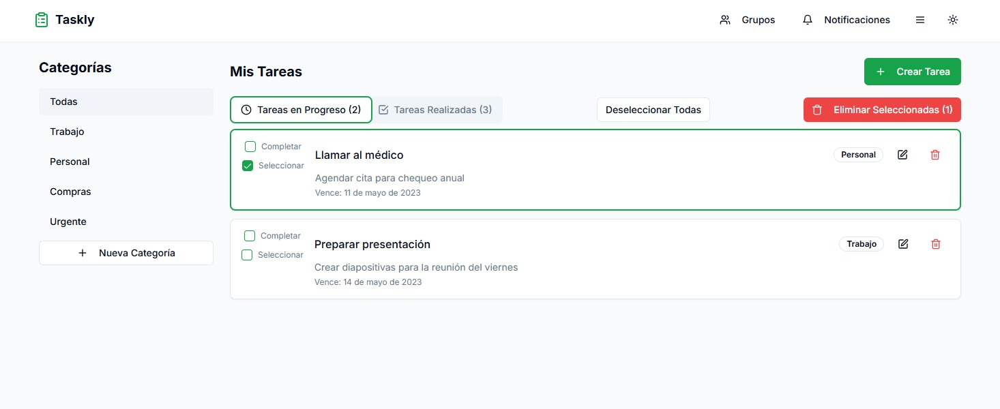 Taskly
Grupos
Notificaciones
Categorías
Todas
Trabajo
Personal
Compras
Urgente
Nueva Categoría
Mis Tareas
Crear Tarea
Tareas en Progreso (2)
Tareas Realizadas (3)
Deseleccionar Todas
Eliminar Seleccionadas (1)
Completar
Seleccionar
Llamar al médico
Agendar cita para chequeo anual
Vence: 11 de mayo de 2023
Personal
Completar
Seleccionar
Preparar presentación
Crear diapositivas para la reunión del viernes
Vence: 14 de mayo de 2023
Trabajo